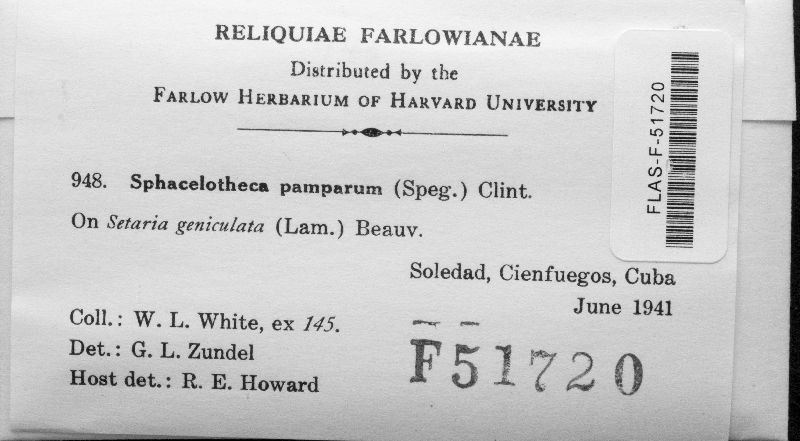 RELIQUIAE FARLOWIANAE
Distributed by the
FARLOW HERBARIUM OF HARVARD UNIVERSITY
FLAS-F-51720
948. Sphacelotheca pamparum (Speg.) Clint.
On Setaria geniculata (Lam.) Beauv.
Soledad, Cienfuegos, Cuba
June 1941
Coll.: W. L. White, ex 145.
Det.: G. L. Zundel
Host det.: R. E. Howard
F51720